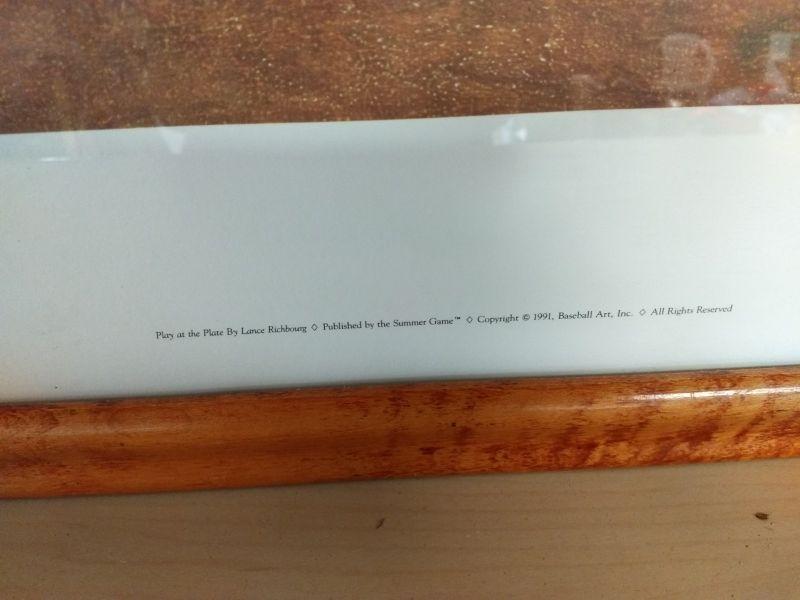 Play at the Plate By Lance Richbourg ◇ Published by the Summer Game™ ◇ Copyright © 1991, Baseball Art, Inc. ◇ All Rights Reserved